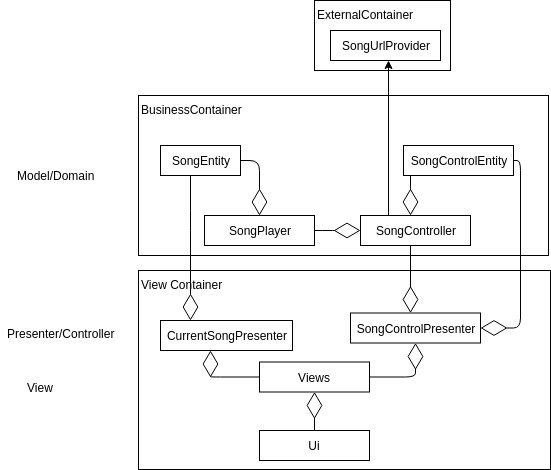 ExternalContainer
SongUrlProvider
BusinessContainer
SongEntity
SongControlEntity
Model/Domain
SongPlayer
SongController
View Container
Presenter/Controller
CurrentSongPresenter
SongControlPresenter
View
Views
Ui